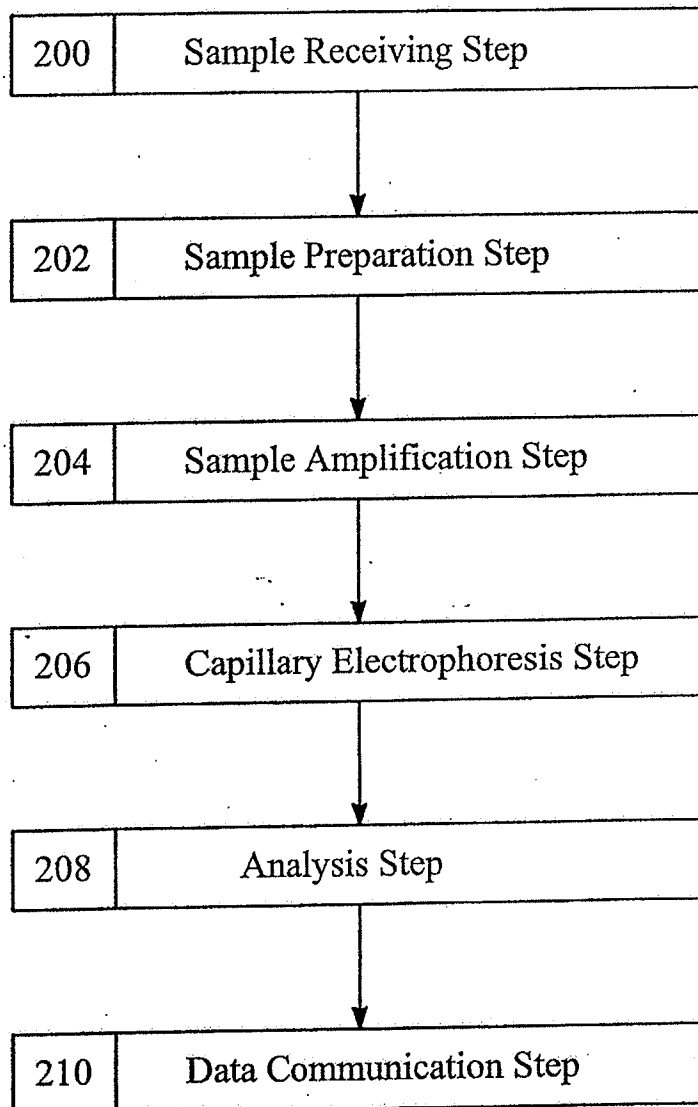 200 Sample Receiving Step
202 Sample Preparation Step
204 Sample Amplification Step
206 Capillary Electrophoresis Step
208 Analysis Step
210 Data Communication Step